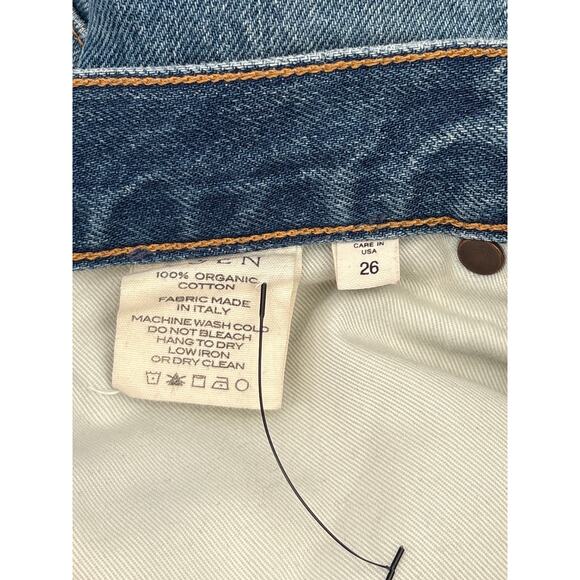 EN
100% ORGANIC
COTTON
FABRIC MADE
IN ITALY
MACHINE WASH COLD
DO NOT BLEACH
HANG TO DRY
LOW IRON
OR DRY CLEAN
CARE IN
USA
26